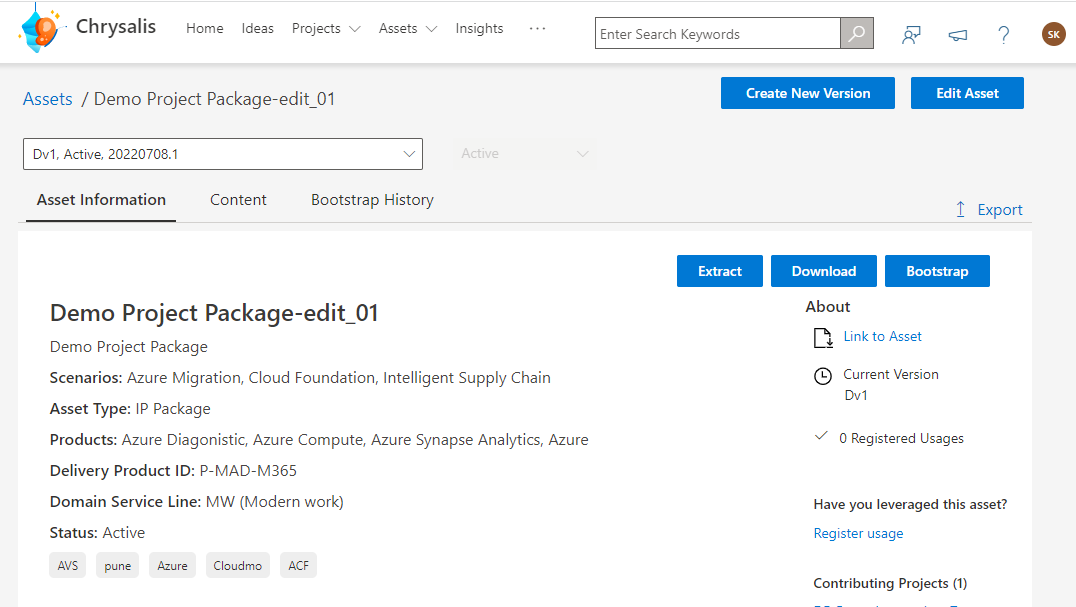 Chrysalis
Home Ideas Projects Assets Insights ...
Enter Search Keywords
? SK
Assets / Demo Project Package-edit_01
Create New Version Edit Asset
Dv1, Active, 20220708.1
Active
Asset Information Content Bootstrap History
Export
Extract Download Bootstrap
Demo Project Package-edit_01
Demo Project Package
Scenarios: Azure Migration, Cloud Foundation, Intelligent Supply Chain
Asset Type: IP Package
Products: Azure Diagonistic, Azure Compute, Azure Synapse Analytics, Azure
Delivery Product ID: P-MAD-M365
Domain Service Line: MW (Modern work)
Status: Active
AVS pune Azure Cloudmo ACF
About
Link to Asset
Current Version
Dv1
0 Registered Usages
Have you leveraged this asset?
Register usage
Contributing Projects (1)